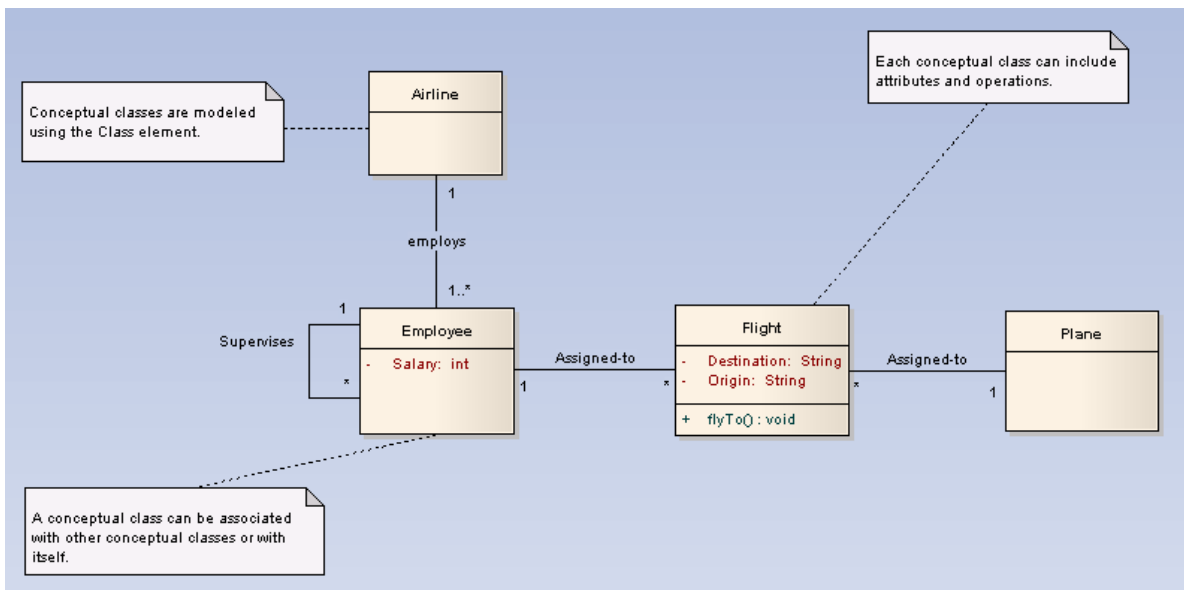 Each conceptual class can include
attributes and operations.
Airline
Conceptual classes are modeled
using the Class element.
1
employs
1..*
1
Employee
Flight
Plane
Supervises
- Salary: int
Assigned-to
- Destination: String
Assigned-to
*
1
*
- Origin: String
*
1
+ flyTo() : void
A conceptual class can be associated
with other conceptual classes or with
itself.